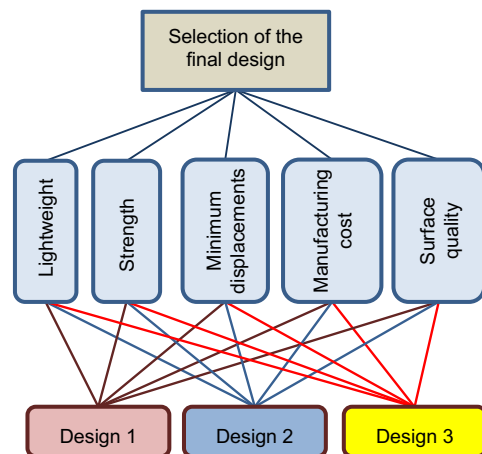 Selection of the
final design
Lightweight
Strength
Minimum
displacements
Manufacturing
cost
Surface
quality
Design 1
Design 2
Design 3